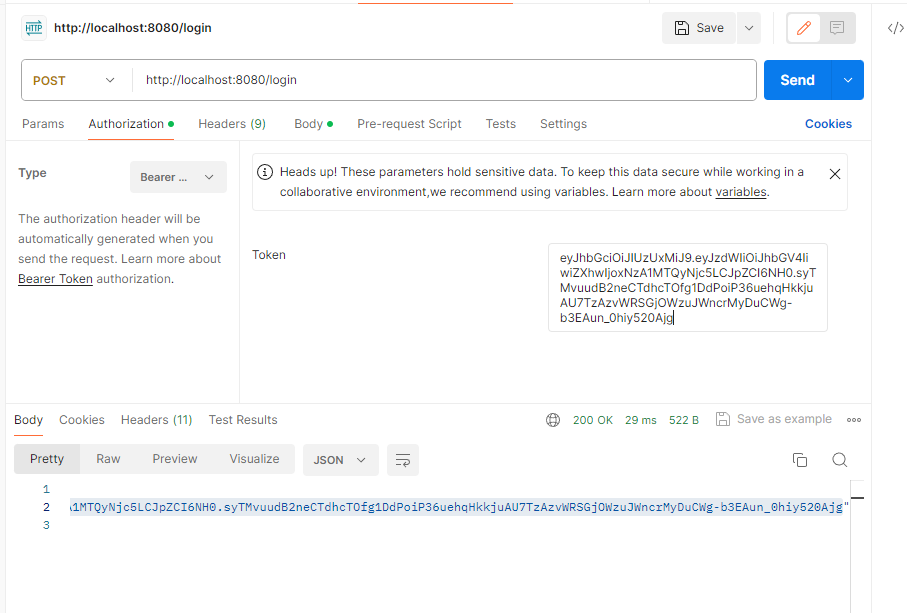 HTTP http://localhost:8080/login Save
POST http://localhost:8080/login Send
Params Authorization Headers (9) Body Pre-request Script Tests Settings Cookies
Type Bearer ...
The authorization header will be
automatically generated when you
send the request. Learn more about
Bearer Token authorization.
Heads up! These parameters hold sensitive data. To keep this data secure while working in a
collaborative environment,we recommend using variables. Learn more about variables.
Token
eyJhbGciOiJIUzUxMiJ9.eyJzdWIiOiJhbGV4Ii
wiZXhwIjoxNzA1MTQyNjc5LCJpZCI6NH0.syT
MvuudB2neCTdhcTOfg1DdPoiP36uehqHkkju
AU7TzAzvWRSGjOWzuJWncrMyDuCWg-
b3EAun_0hiy520Ajg
Body Cookies Headers (11) Test Results 200 OK 29 ms 522 B Save as example
Pretty Raw Preview Visualize JSON
1
2 A1MTQyNjc5LCJpZCI6NH0.syTMvuudB2neCTdhcTOfg1DdPoiP36uehqHkkjuAU7TzAzvWRSGjOWzuJWncrMyDuCWg-b3EAun_0hiy520Ajg"
3